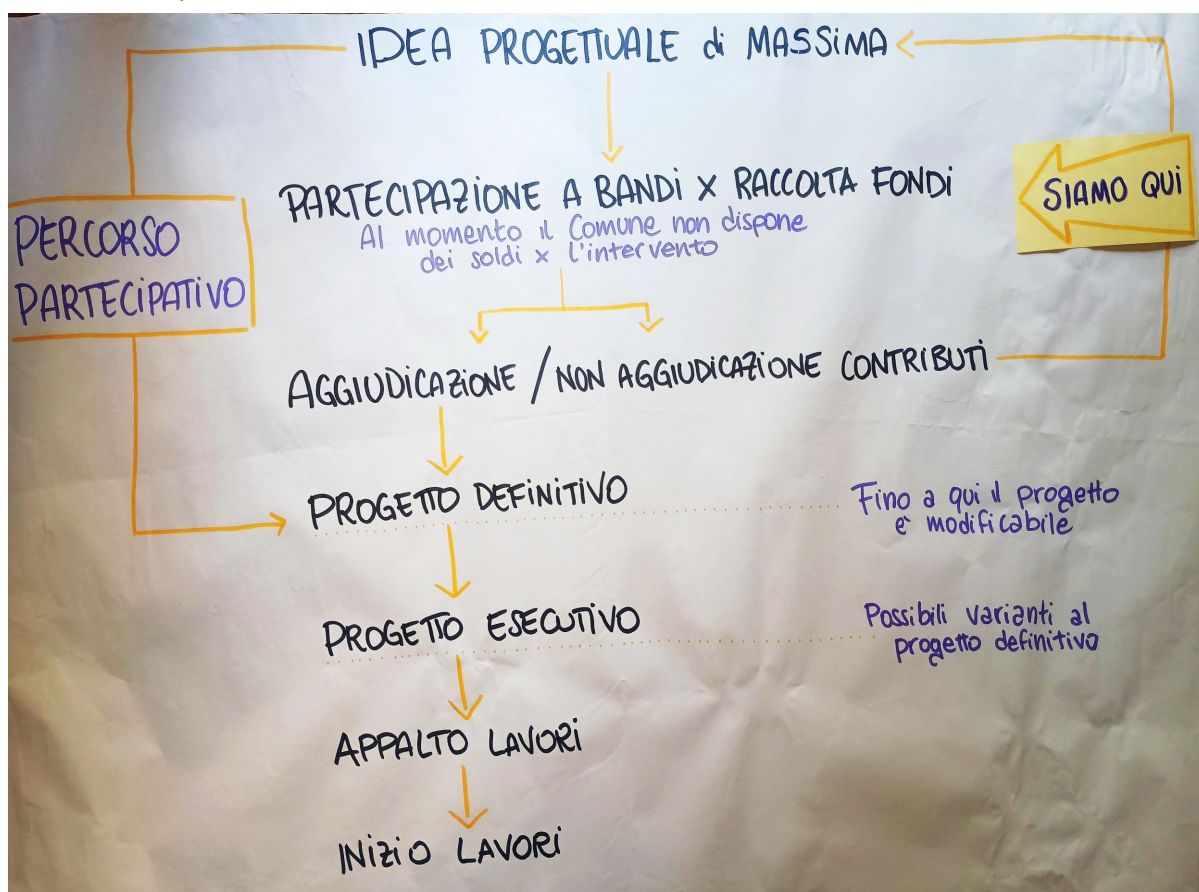 IDEA PROGETTUALE di MASSIMA
PARTECIPAZIONE A BANDI X RACCOLTA FONDI
Al momento il Comune non dispone
dei soldi x l'intervento
SIAMO QUI
PERCORSO
PARTECIPATIVO
AGGIUDICAZIONE / NON AGGIUDICAZIONE CONTRIBUTI
PROGETTO DEFINITIVO
Fino a qui il progetto
e' modificabile
PROGETTO ESECUTIVO
Possibili varianti al
progetto definitivo
APPALTO LAVORI
INIZIO LAVORI